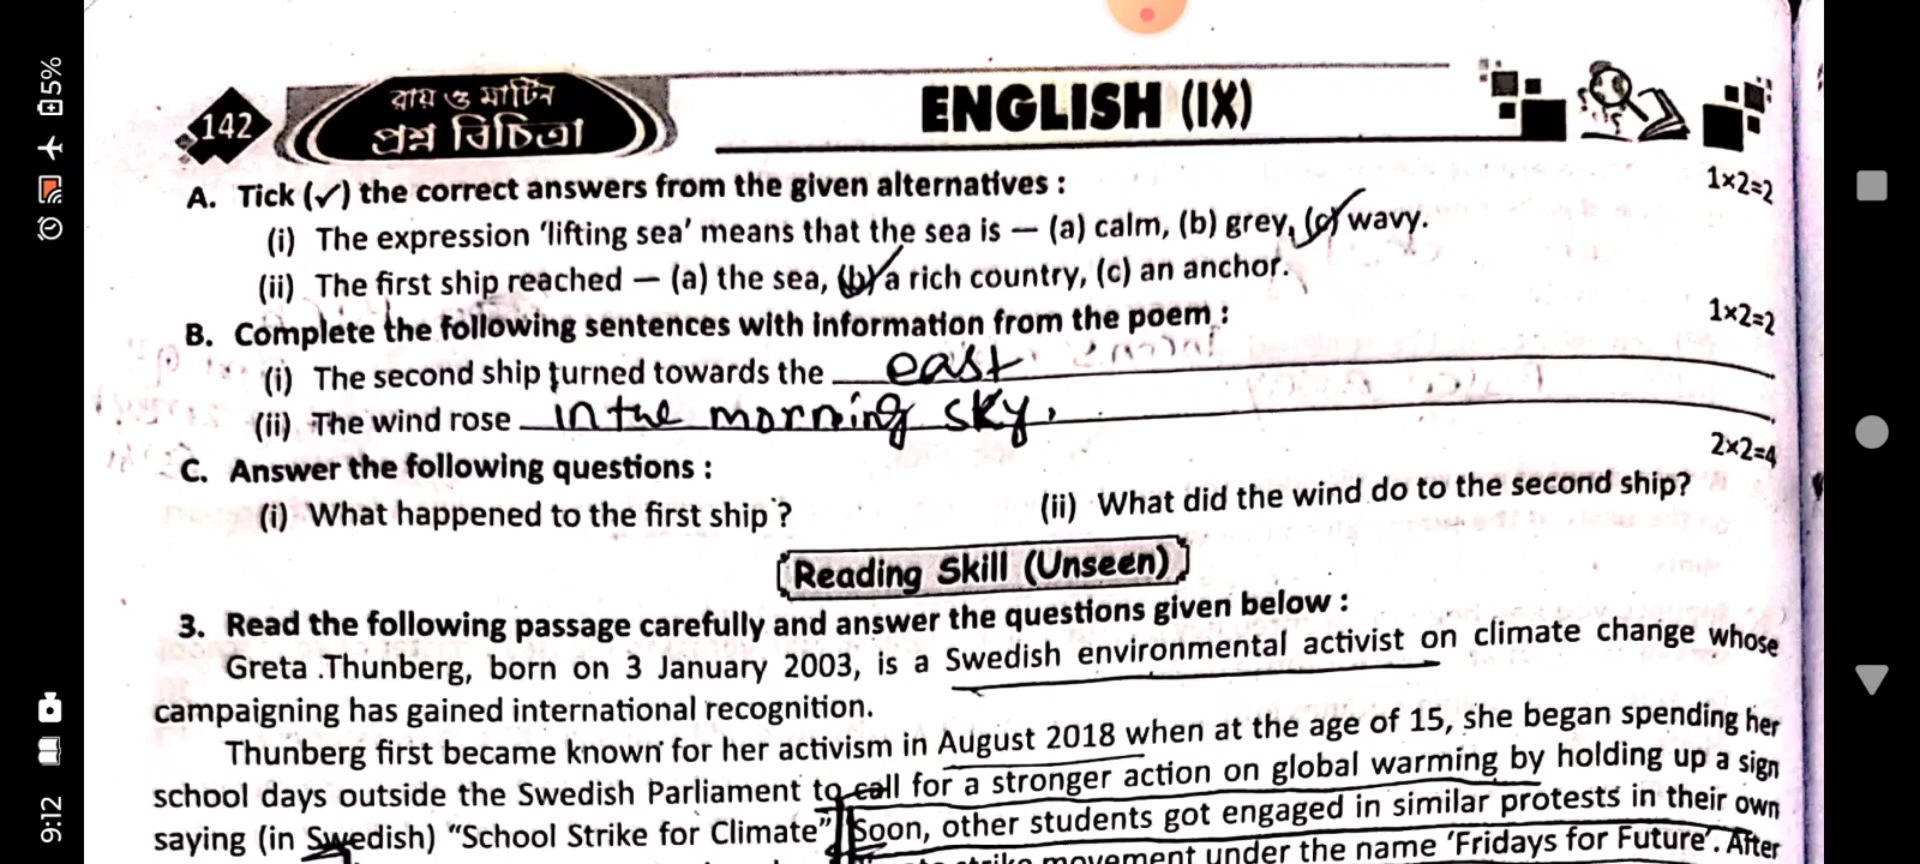 5%
9:12
142
রায় ও মার্টিন
প্রশ্ন বিচিত্রা
ENGLISH (IX)
A. Tick (✓) the correct answers from the given alternatives : 1×2=2
(i) The expression 'lifting sea' means that the sea is — (a) calm, (b) grey, (c) wavy.
(ii) The first ship reached — (a) the sea, (b) a rich country, (c) an anchor.
B. Complete the following sentences with information from the poem : 1×2=2
(i) The second ship turned towards the east
(ii) The wind rose in the morning sky.
C. Answer the following questions : 2×2=4
(i) What happened to the first ship ? (ii) What did the wind do to the second ship?
Reading Skill (Unseen)
3. Read the following passage carefully and answer the questions given below :
Greta Thunberg, born on 3 January 2003, is a Swedish environmental activist on climate change whose
campaigning has gained international recognition.
Thunberg first became known for her activism in August 2018 when at the age of 15, she began spending her
school days outside the Swedish Parliament to call for a stronger action on global warming by holding up a sign
saying (in Swedish) "School Strike for Climate" Soon, other students got engaged in similar protests in their own
strike movement under the name 'Fridays for Future'. After